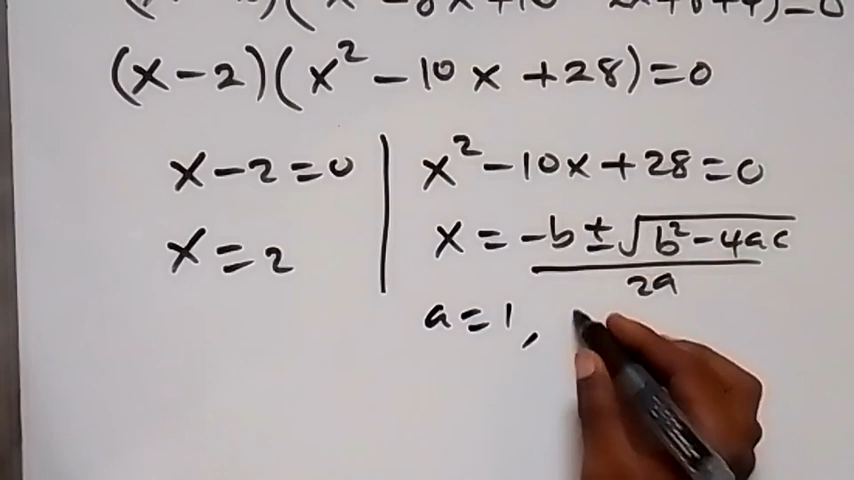 (x-2)(x²-10x+28)=0
x-2=0
x=2
x²-10x+28=0
x = -b±√b²-4ac
2a
a=1,